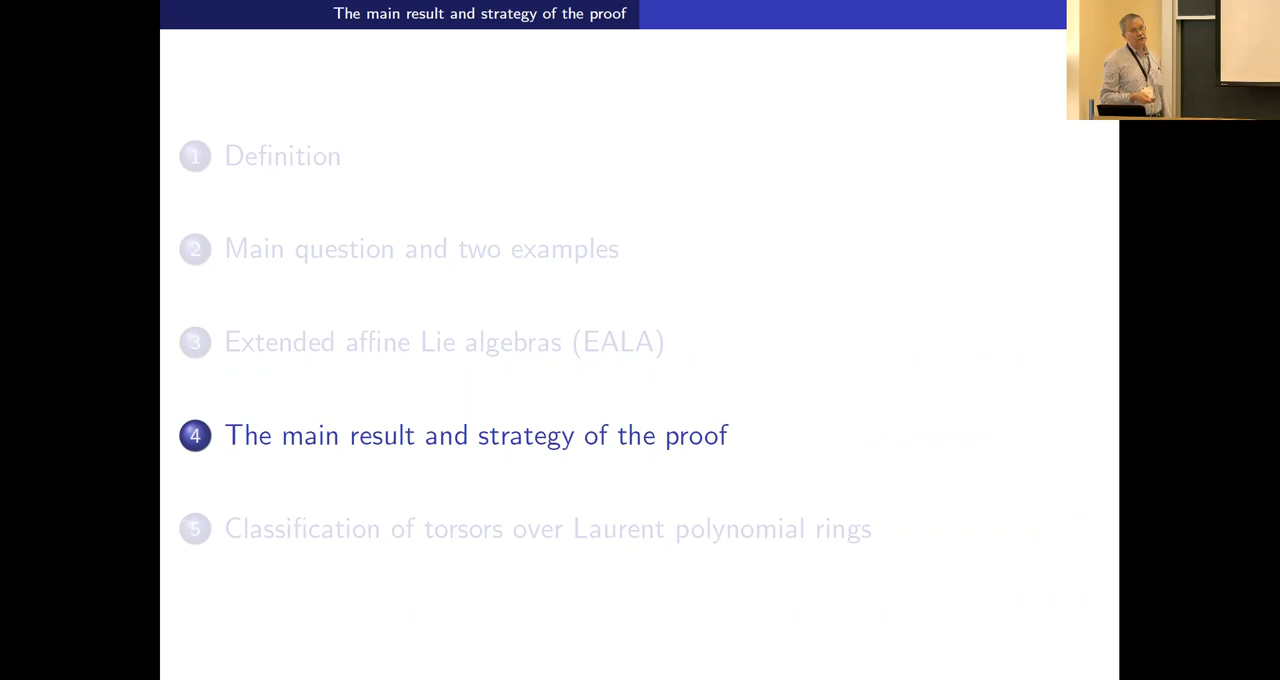 The main result and strategy of the proof
1 Definition
2 Main question and two examples
3 Extended affine Lie algebras (EALA)
4 The main result and strategy of the proof
5 Classification of torsors over Laurent polynomial rings